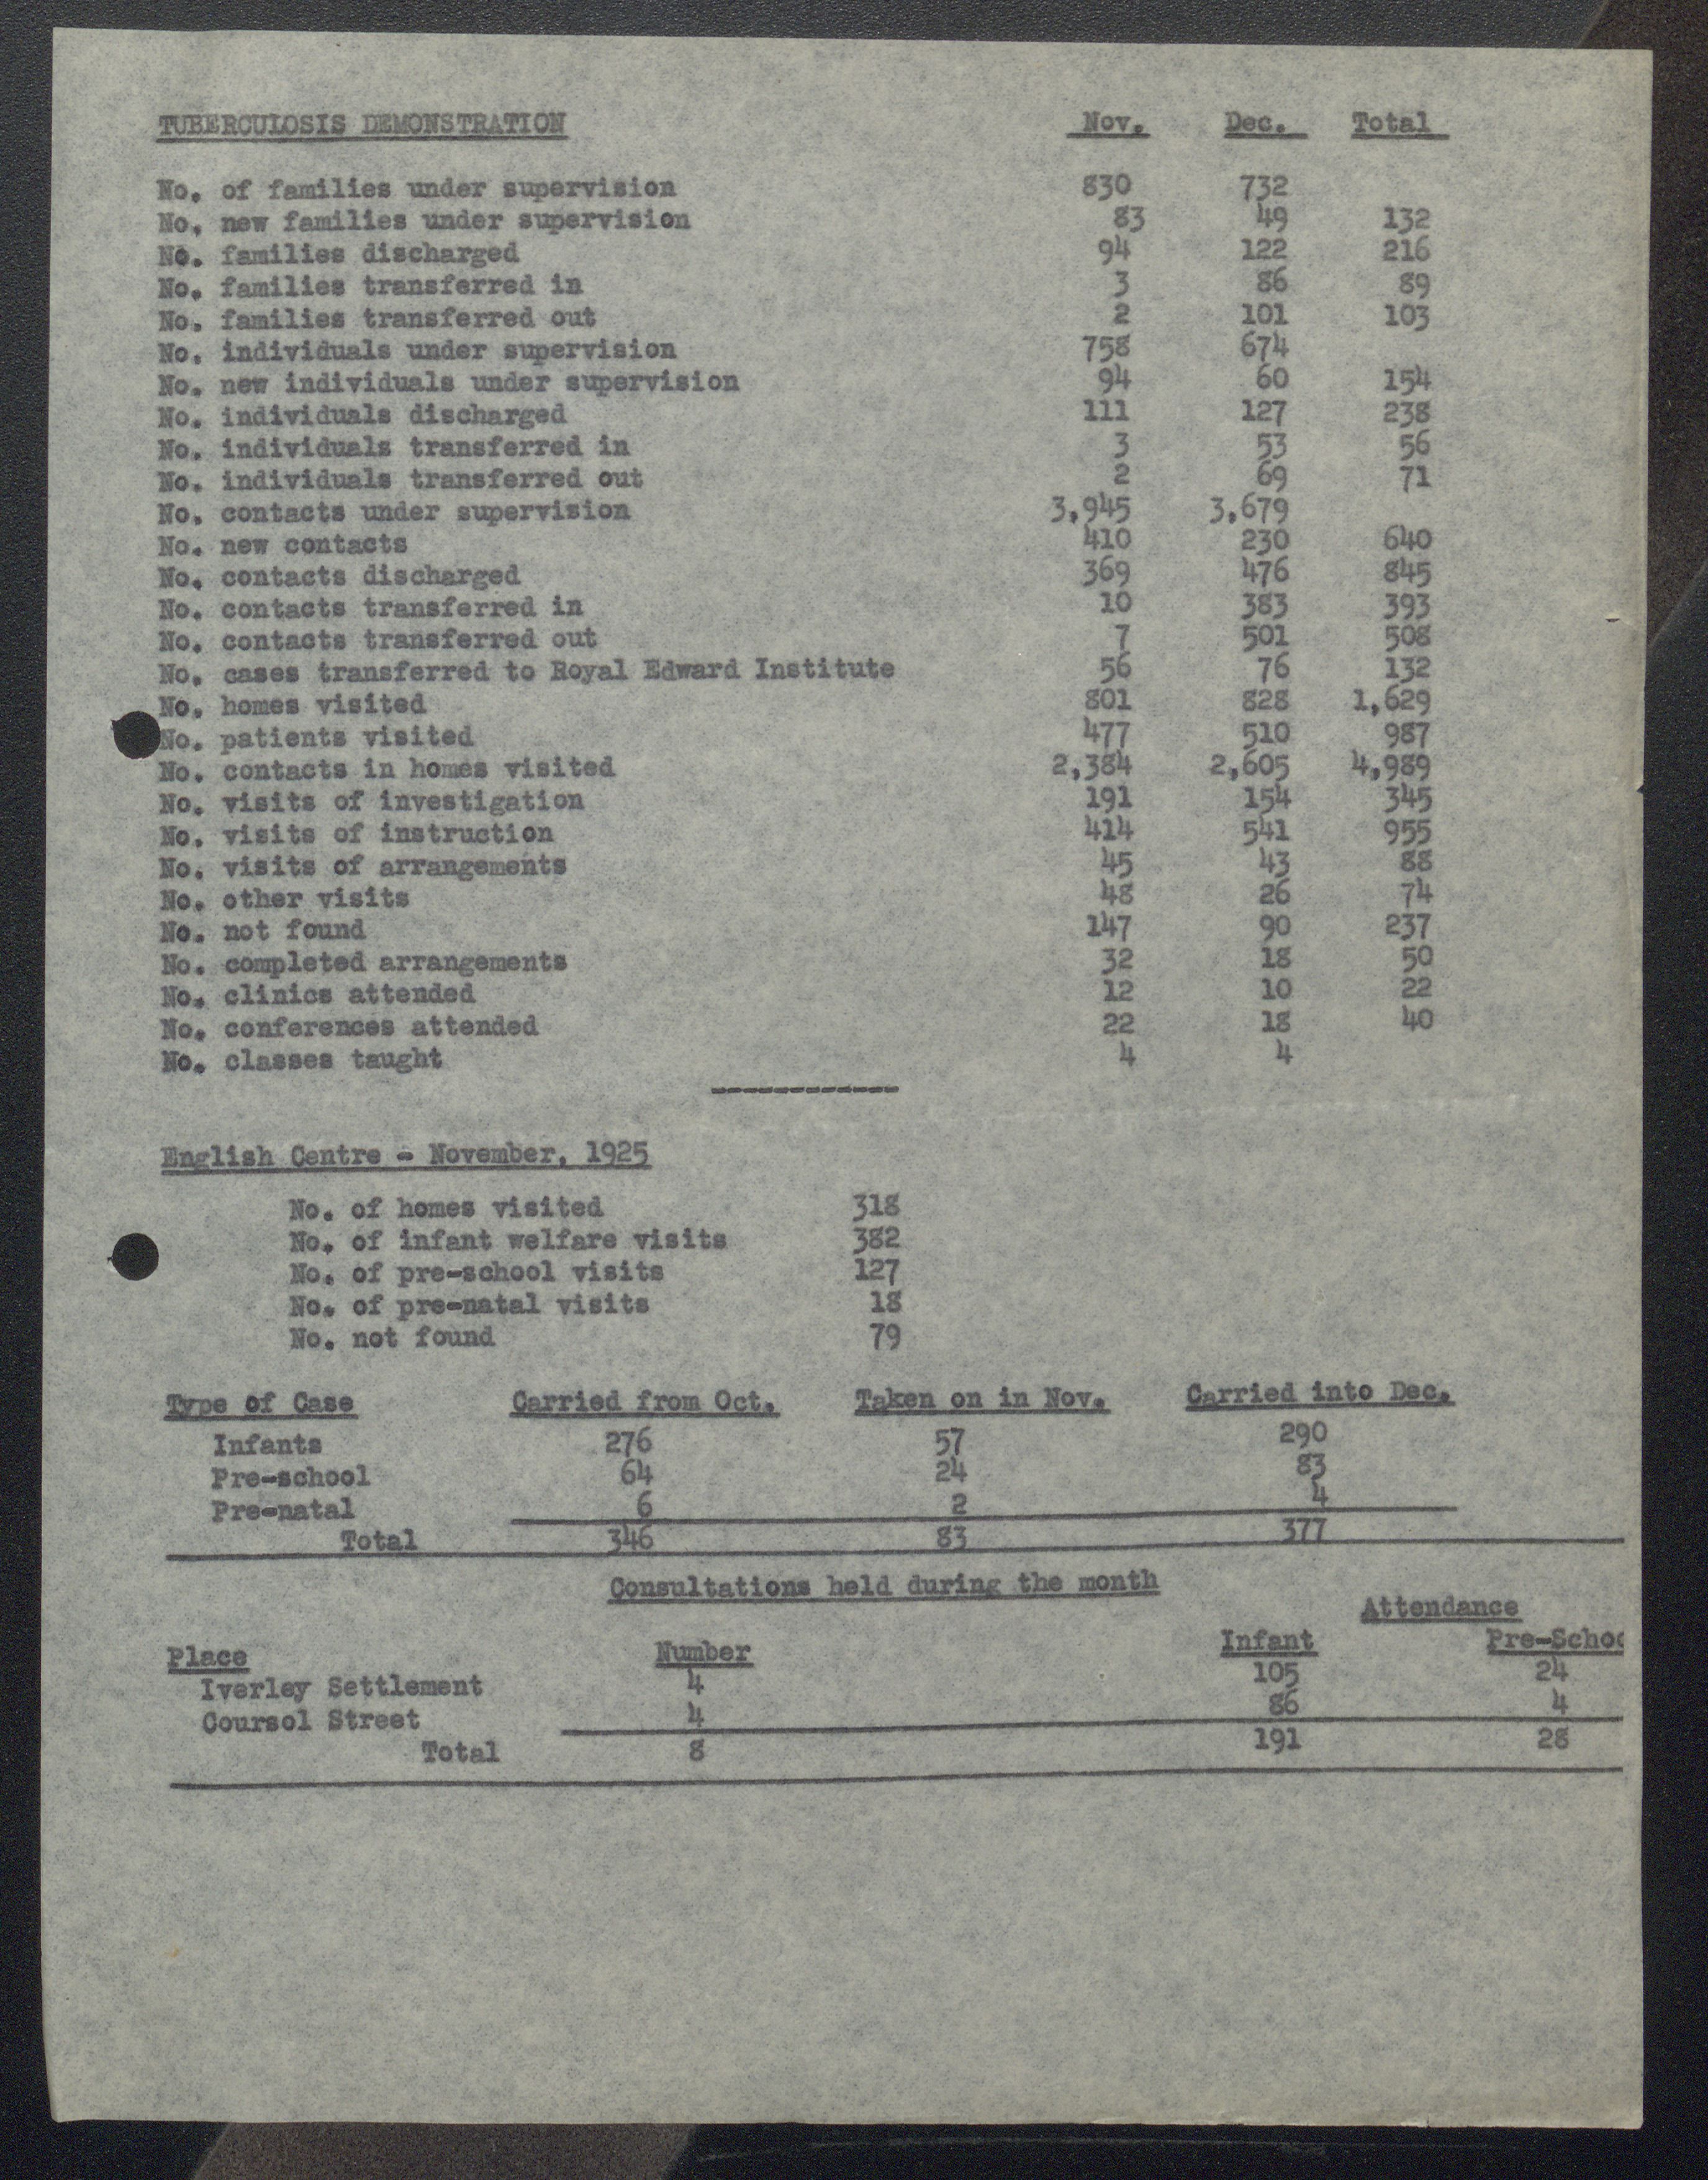 TUBERCULOSIS DEMONSTRATION Nov. Dec. Total
No. of families under supervision 830 732
No. new families under supervision 83 49 132
No. families discharged 94 122 216
No. families transferred in 3 86 89
No. families transferred out 2 101 103
No. individuals under supervision 758 674
No. new individuals under supervision 94 60 154
No. individuals discharged 111 127 238
No. individuals transferred in 3 53 56
No. individuals transferred out 2 69 71
No. contacts under supervision 3,945 3,679
No. new contacts 410 230 640
No. contacts discharged 369 476 845
No. contacts transferred in 10 383 393
No. contacts transferred out 7 501 508
No. cases transferred to Royal Edward Institute 56 76 132
No. homes visited 801 828 1,629
No. patients visited 477 510 987
No. contacts in homes visited 2,384 2,605 4,989
No. visits of investigation 191 154 345
No. visits of instruction 414 541 955
No. visits of arrangements 45 43 88
No. other visits 48 26 74
No. not found 147 90 237
No. completed arrangements 32 18 50
No. clinics attended 12 10 22
No. conferences attended 22 18 40
No. classes taught 4 4
------------
English Centre - November, 1925
No. of homes visited 318
No. of infant welfare visits 382
No. of pre-school visits 127
No. of pre-natal visits 18
No. not found 79
Type of Case Carried from Oct. Taken on in Nov. Carried into Dec.
Infants 276 57 290
Pre-school 64 24 83
Pre-natal 6 2 4
Total 346 83 377
Consultations held during the month
Attendance
Place Number Infant Pre-Schoo
Iverley Settlement 4 105 24
Coursol Street 4 86 4
Total 8 191 28